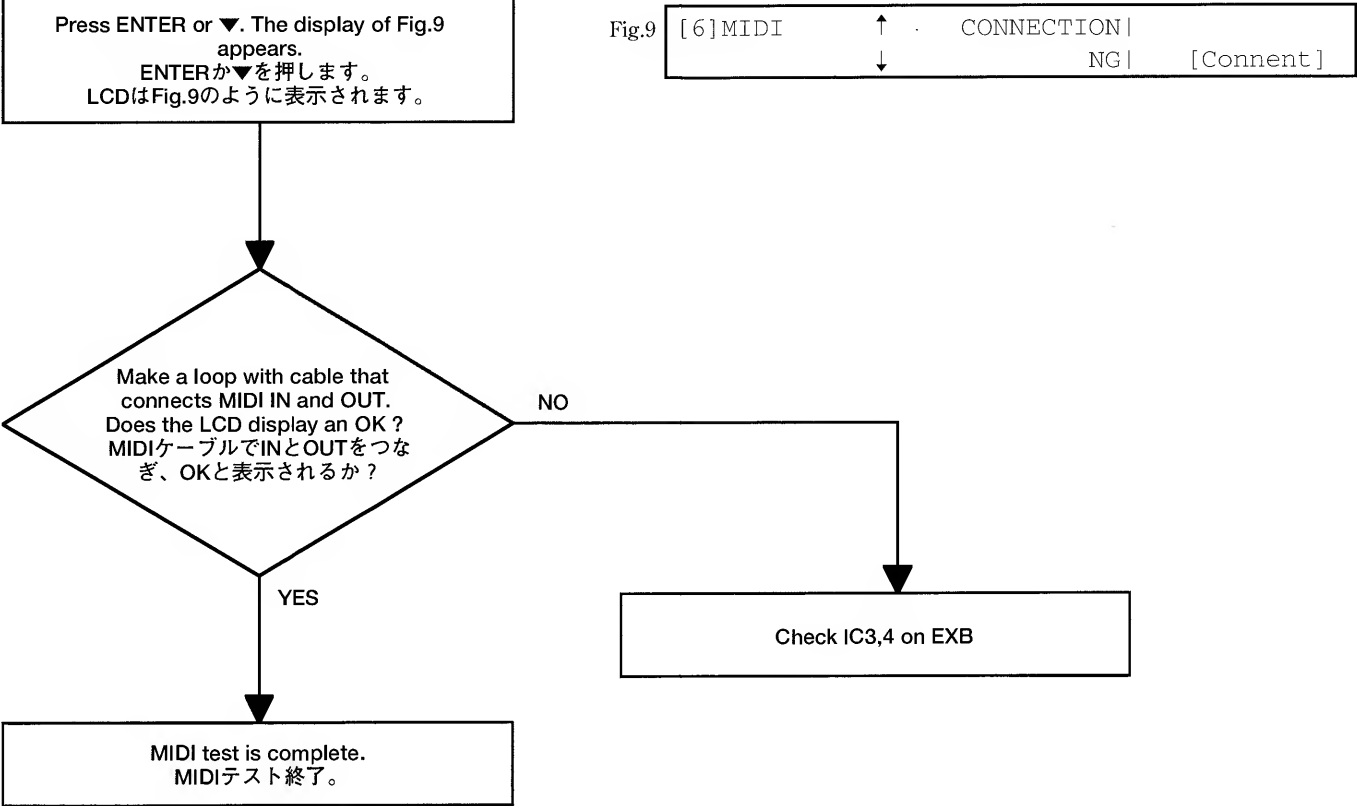 Press ENTER or ▼. The display of Fig.9
appears.
ENTERか▼を押します。
LCDはFig.9のように表示されます。
Fig.9
[6]MIDI ↑ CONNECTION|
↓ NG| [Connent]
Make a loop with cable that
connects MIDI IN and OUT.
Does the LCD display an OK ?
MIDIケーブルでINとOUTをつな
ぎ、OKと表示されるか?
NO
YES
Check IC3,4 on EXB
MIDI test is complete.
MIDIテスト終了。